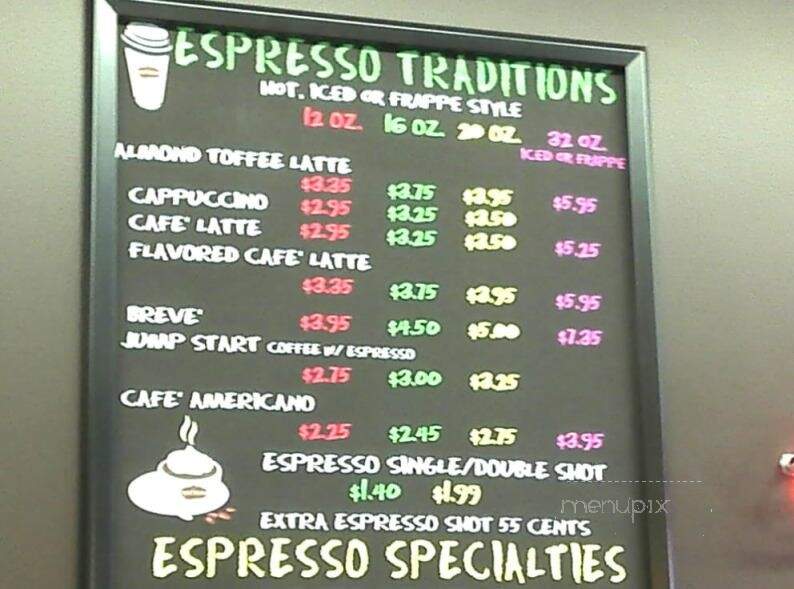 ESPRESSO TRADITIONS
HOT, ICED OR FRAPPE STYLE
12 OZ. 16 OZ. 20 OZ. 32 OZ.
ICED OR FRAPPE
ALMOND TOFFEE LATTE
$3.35 $3.75 $3.95 $5.95
CAPPUCCINO $2.95 $3.25 $3.50
CAFE' LATTE $2.95 $3.25 $3.50 $5.25
FLAVORED CAFE' LATTE
$3.35 $3.75 $3.95 $5.95
BREVE' $3.95 $4.50 $5.00 $7.35
JUMP START COFFEE W/ ESPRESSO
$2.75 $3.00 $3.25
CAFE' AMERICANO
$2.25 $2.45 $2.75 $3.95
ESPRESSO SINGLE/DOUBLE SHOT
$1.40 $1.99
EXTRA ESPRESSO SHOT 55 CENTS
ESPRESSO SPECIALTIES
menupix